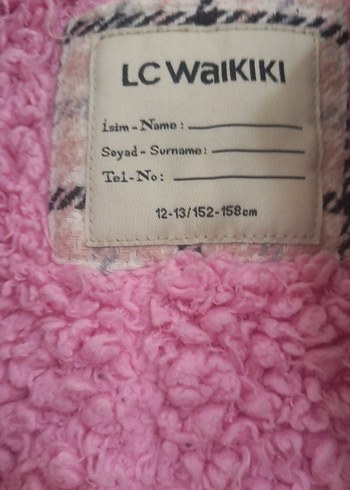 LC WAIKIKI
İsim - Name :
Soyad - Surname :
Tel - No :
12-13/152-158cm